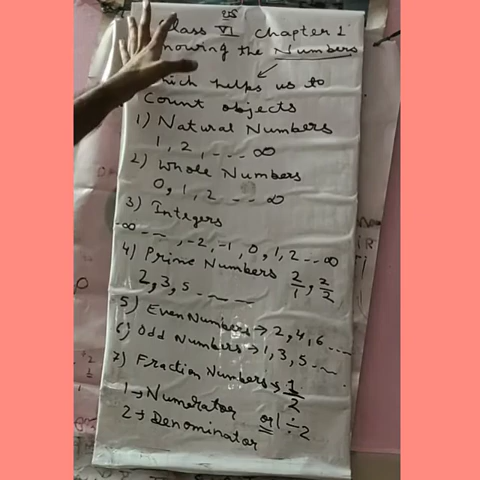 Class VI chapter 1
nowing the Numbers
which helps us to
Count objects
1) Natural Numbers
1, 2, --- ∞
2) Whole Numbers
0, 1, 2 --- ∞
3) Integers
-∞ ---, -2, -1, 0, 1, 2 -- ∞
4) Prime Numbers 2/1, 2/2
2, 3, 5 ----
5) Even Numbers → 2, 4, 6 ---
6) Odd Numbers → 1, 3, 5 ---
7) Fraction Numbers → 1/2
1 → Numerator or 1 ÷ 2
2 → Denominator